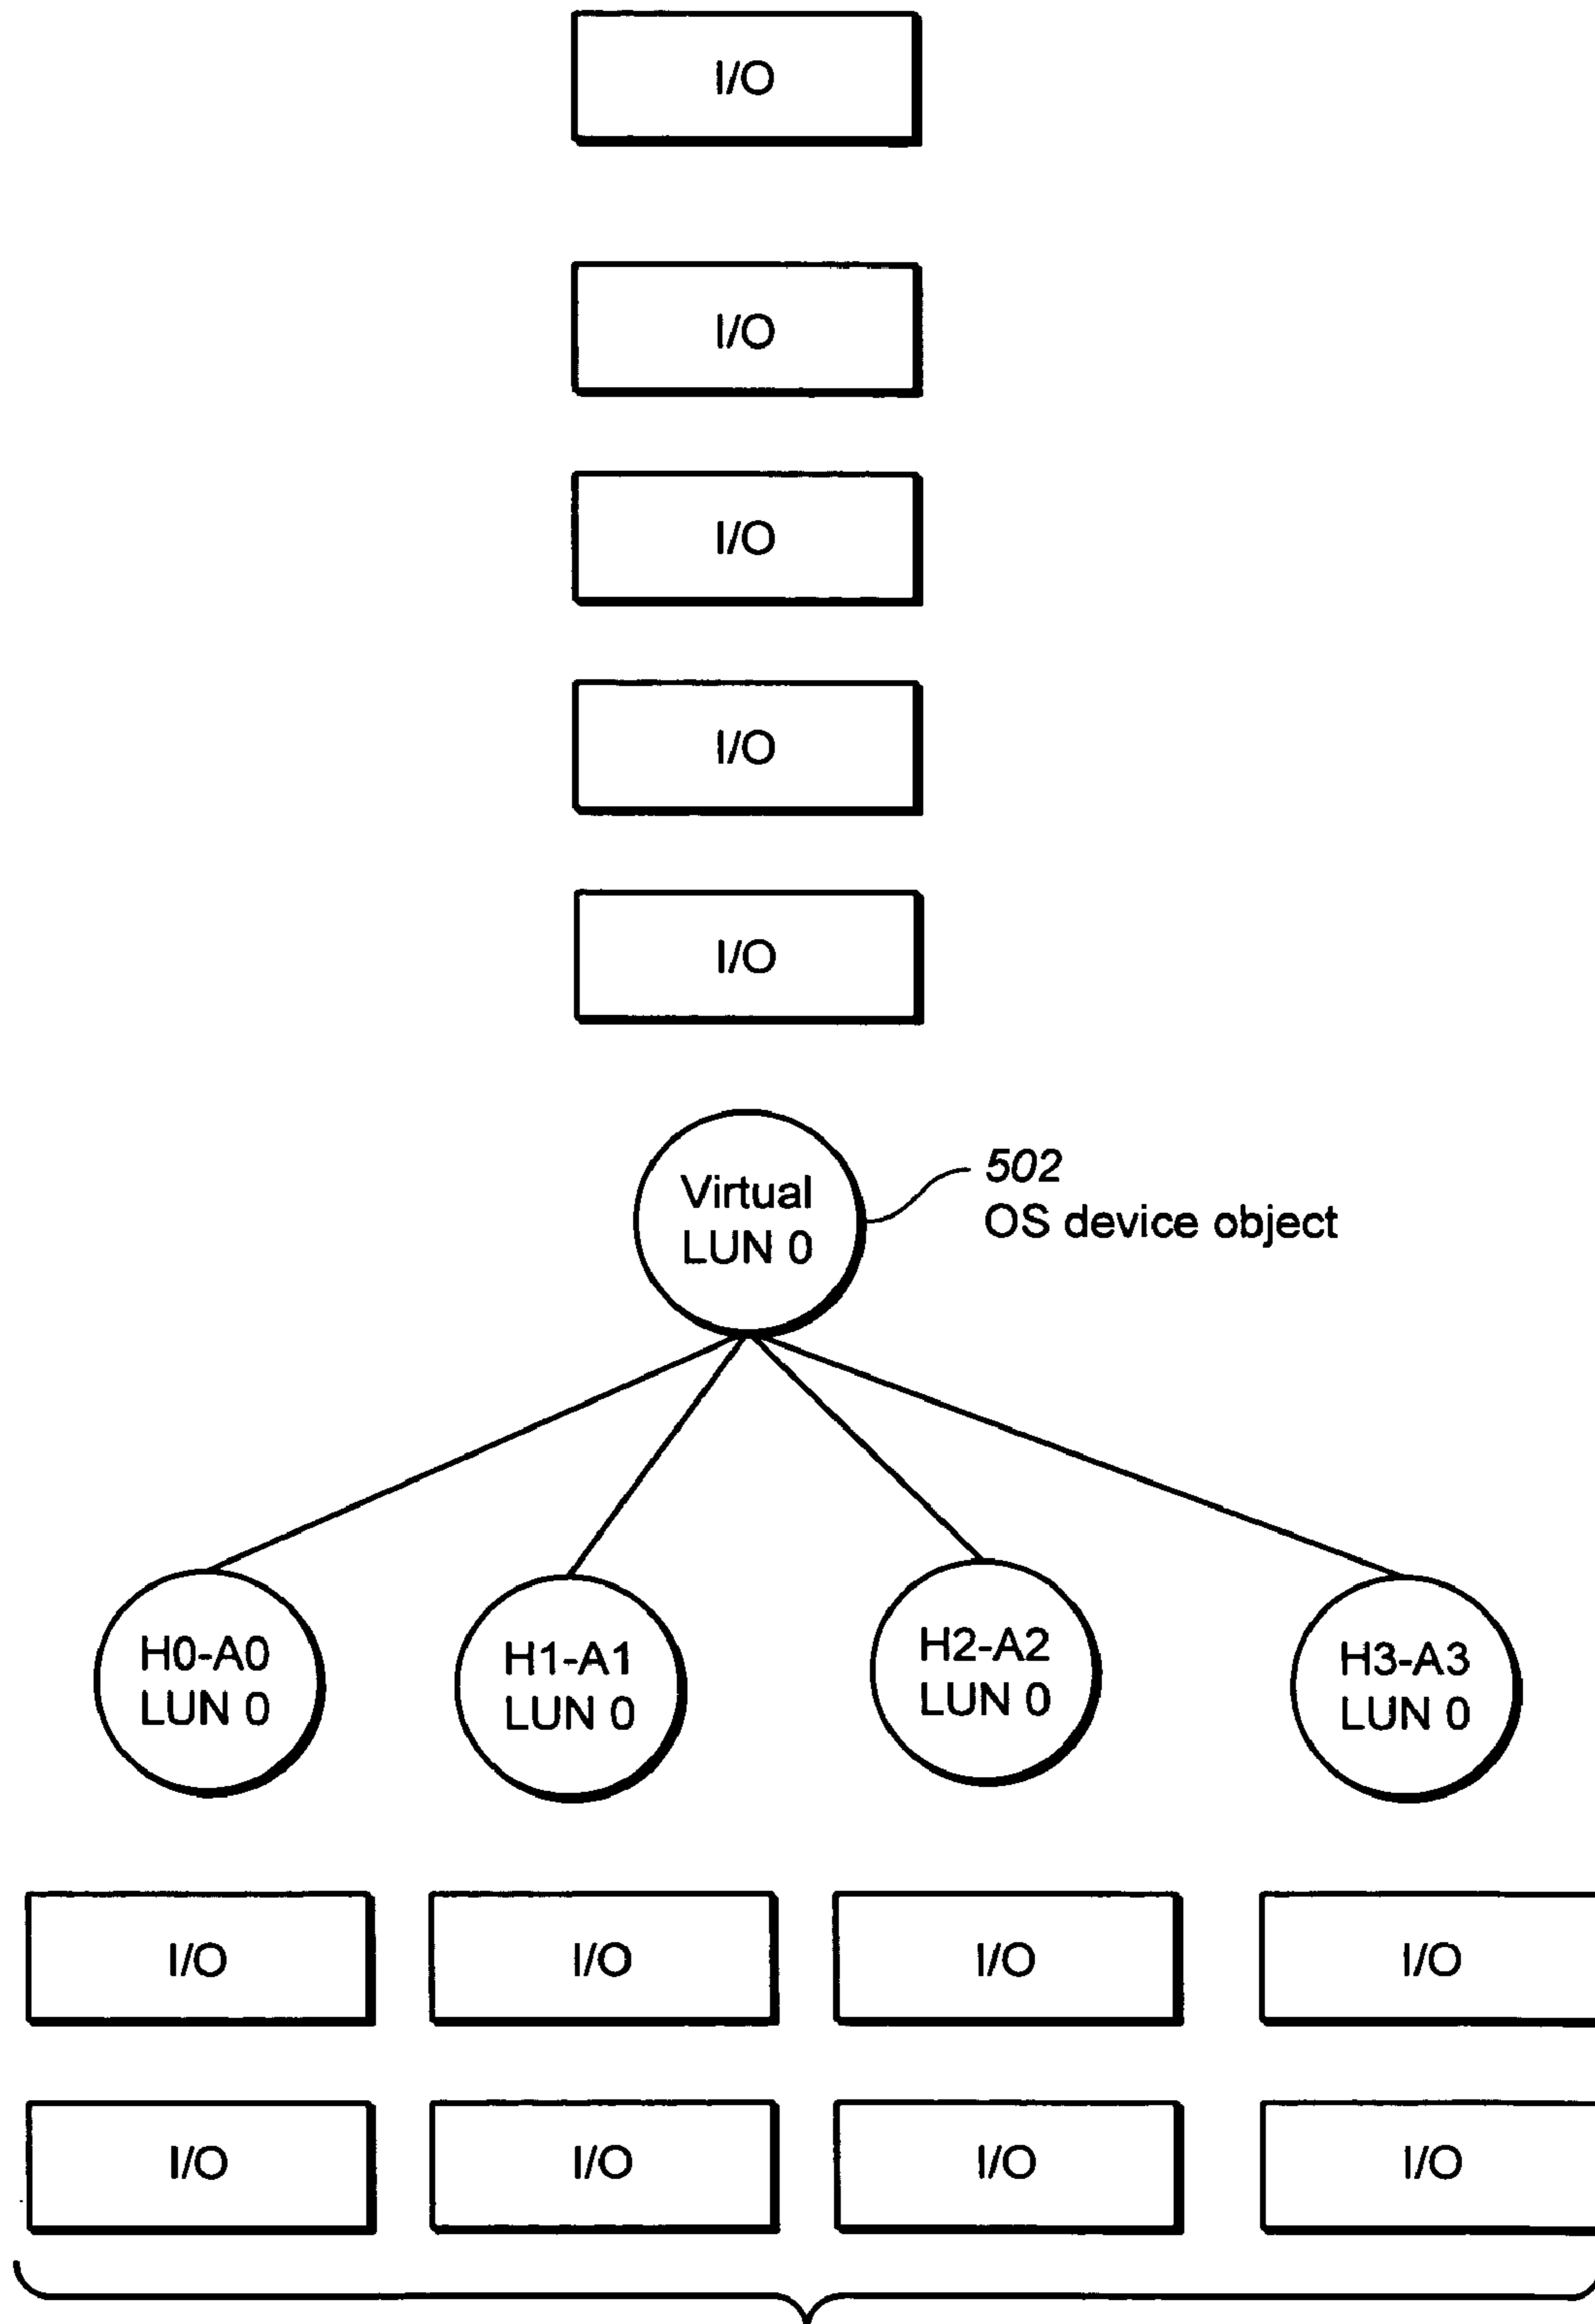 I/O
I/O
I/O
I/O
I/O
Virtual
LUN 0
502
OS device object
H0-A0
LUN 0
H1-A1
LUN 0
H2-A2
LUN 0
H3-A3
LUN 0
I/O
I/O
I/O
I/O
I/O
I/O
I/O
I/O